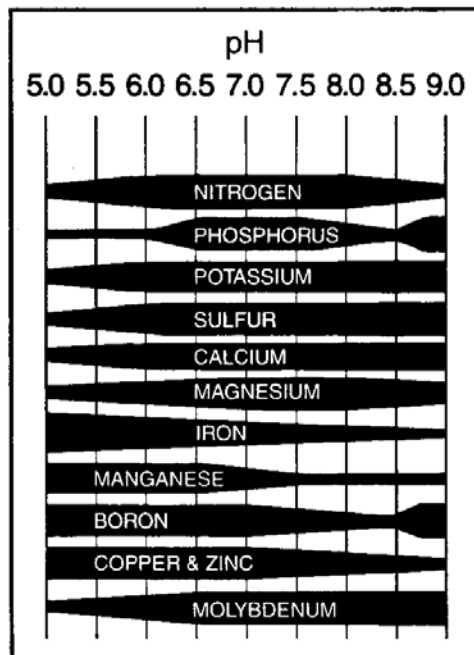 pH
5.0 5.5 6.0 6.5 7.0 7.5 8.0 8.5 9.0
NITROGEN
PHOSPHORUS
POTASSIUM
SULFUR
CALCIUM
MAGNESIUM
IRON
MANGANESE
BORON
COPPER & ZINC
MOLYBDENUM